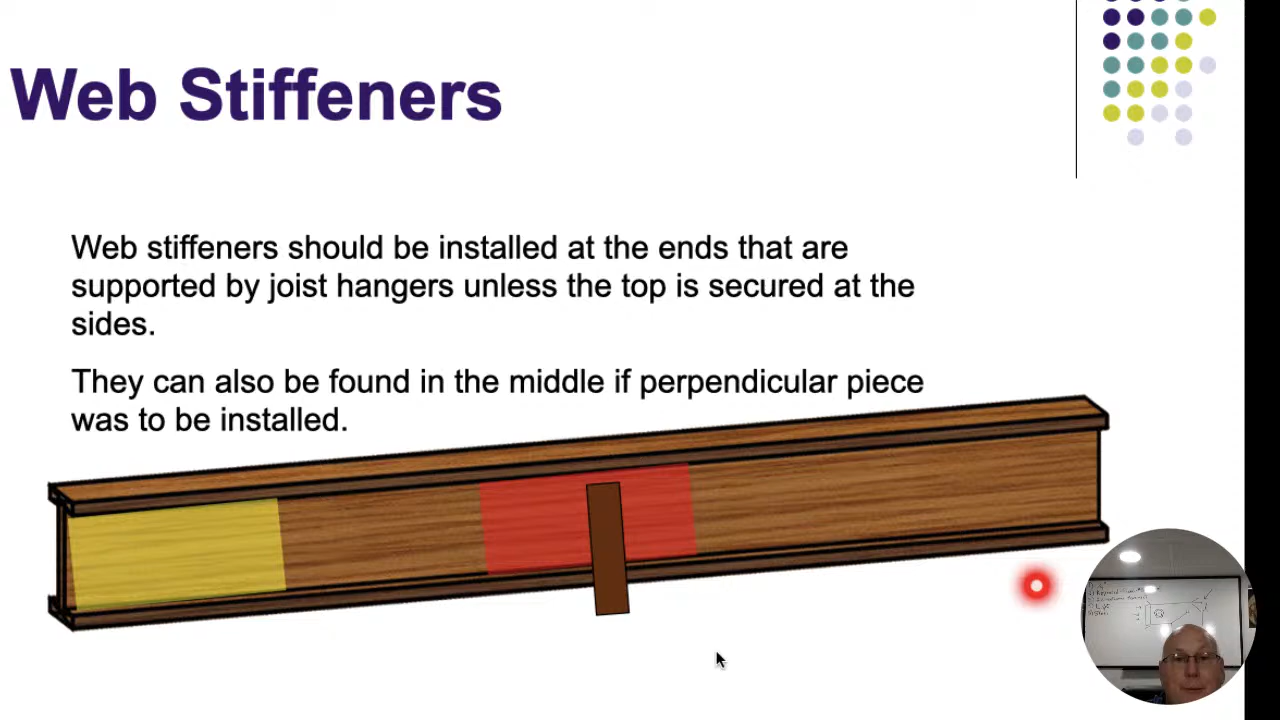 Web Stiffeners
Web stiffeners should be installed at the ends that are
supported by joist hangers unless the top is secured at the
sides.
They can also be found in the middle if perpendicular piece
was to be installed.